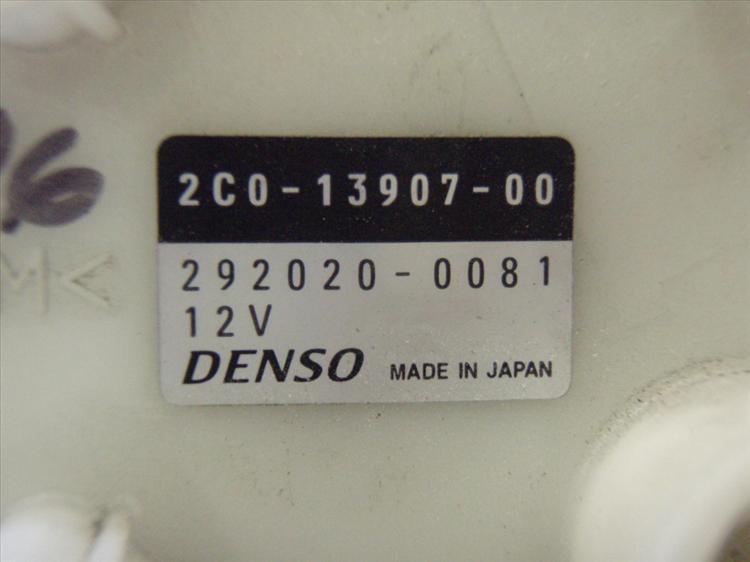 2C0-13907-00
292020-0081
12V
DENSO MADE IN JAPAN